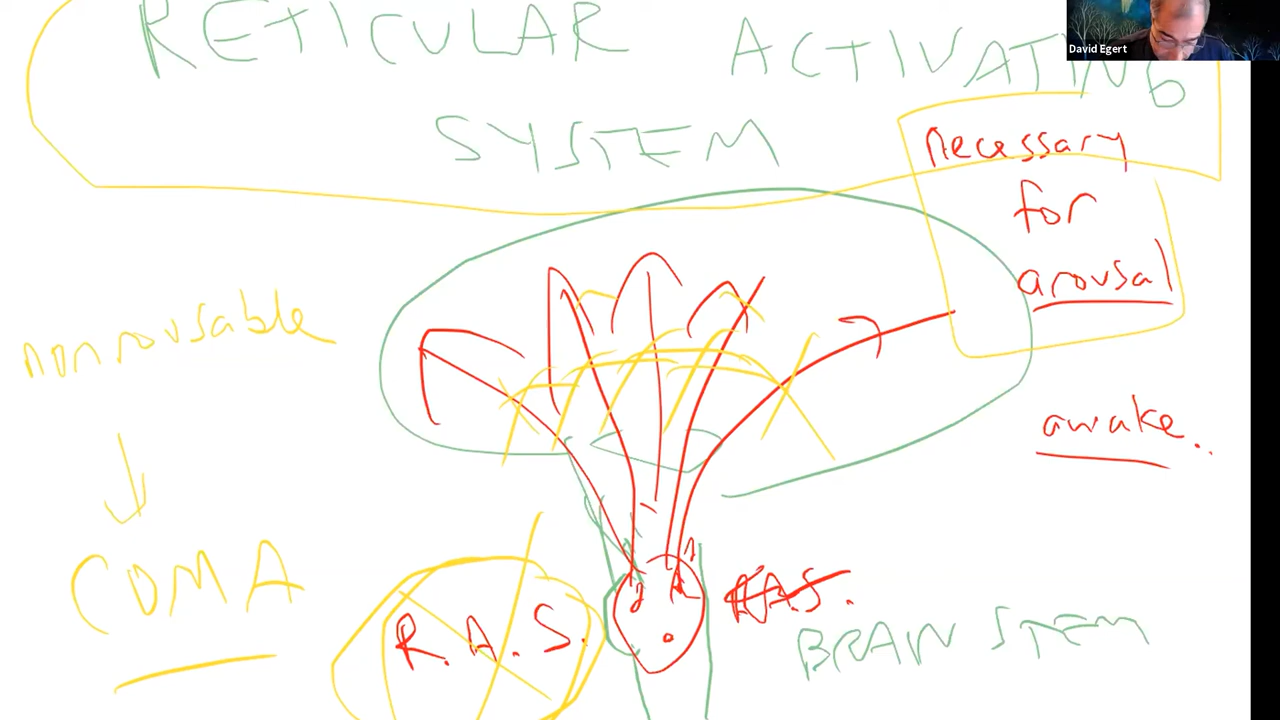 RETICULAR ACTIVATING
SYSTEM
David Egert
necessary
for
arousal
nonrousable
awake..
COMA
R.A.S.
R.A.S.
BRAIN STEM